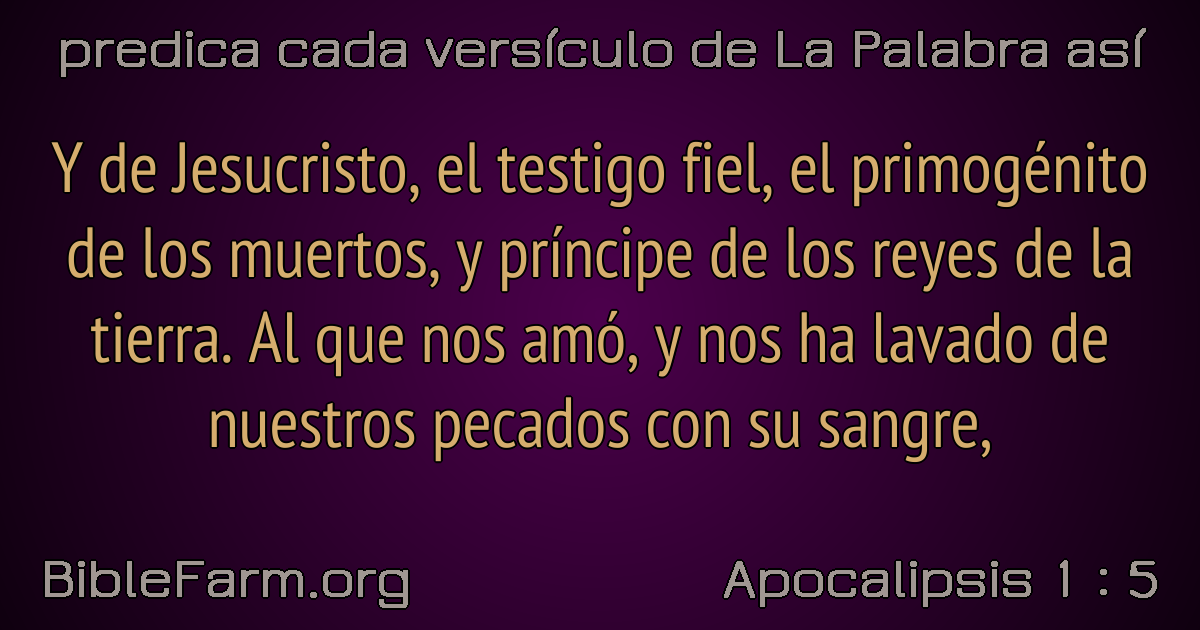 predica cada versículo de La Palabra así
Y de Jesucristo, el testigo fiel, el primogénito
de los muertos, y príncipe de los reyes de la
tierra. Al que nos amó, y nos ha lavado de
nuestros pecados con su sangre,
BibleFarm.org
Apocalipsis 1 : 5